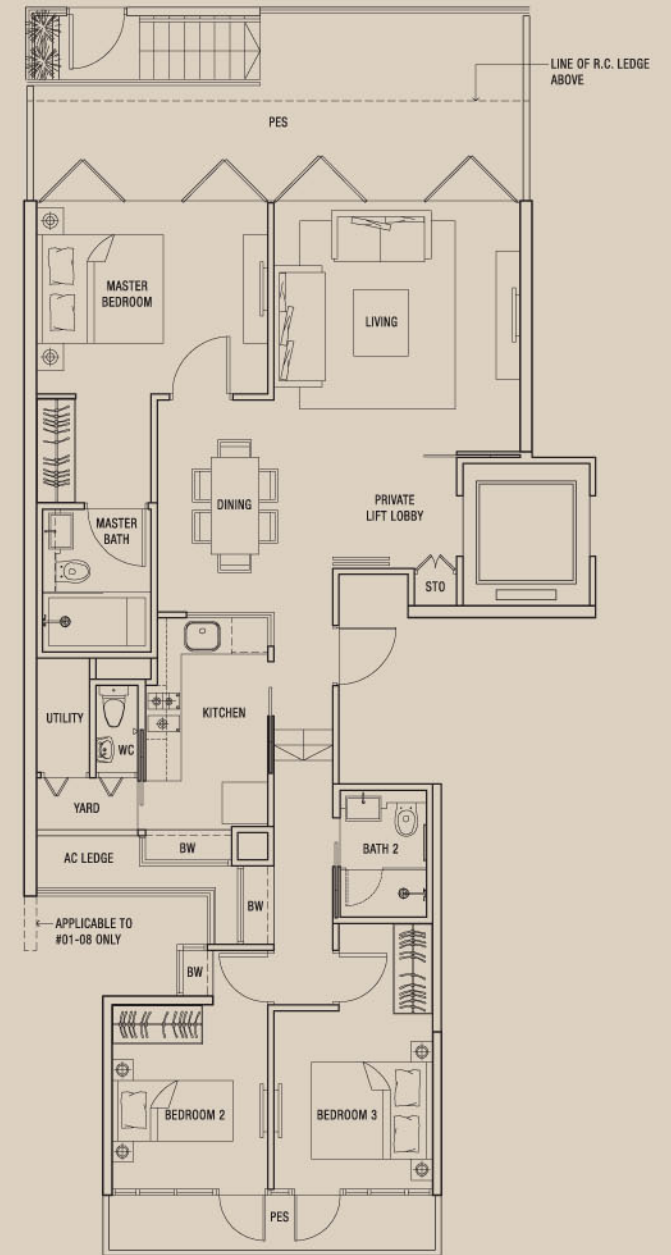 LINE OF R.C. LEDGE
ABOVE
PES
MASTER
BEDROOM
LIVING
DINING
PRIVATE
LIFT LOBBY
MASTER
BATH
STO
UTILITY
WC
KITCHEN
YARD
AC LEDGE
BW
BATH 2
BW
APPLICABLE TO
#01-08 ONLY
BW
BEDROOM 2
BEDROOM 3
PES